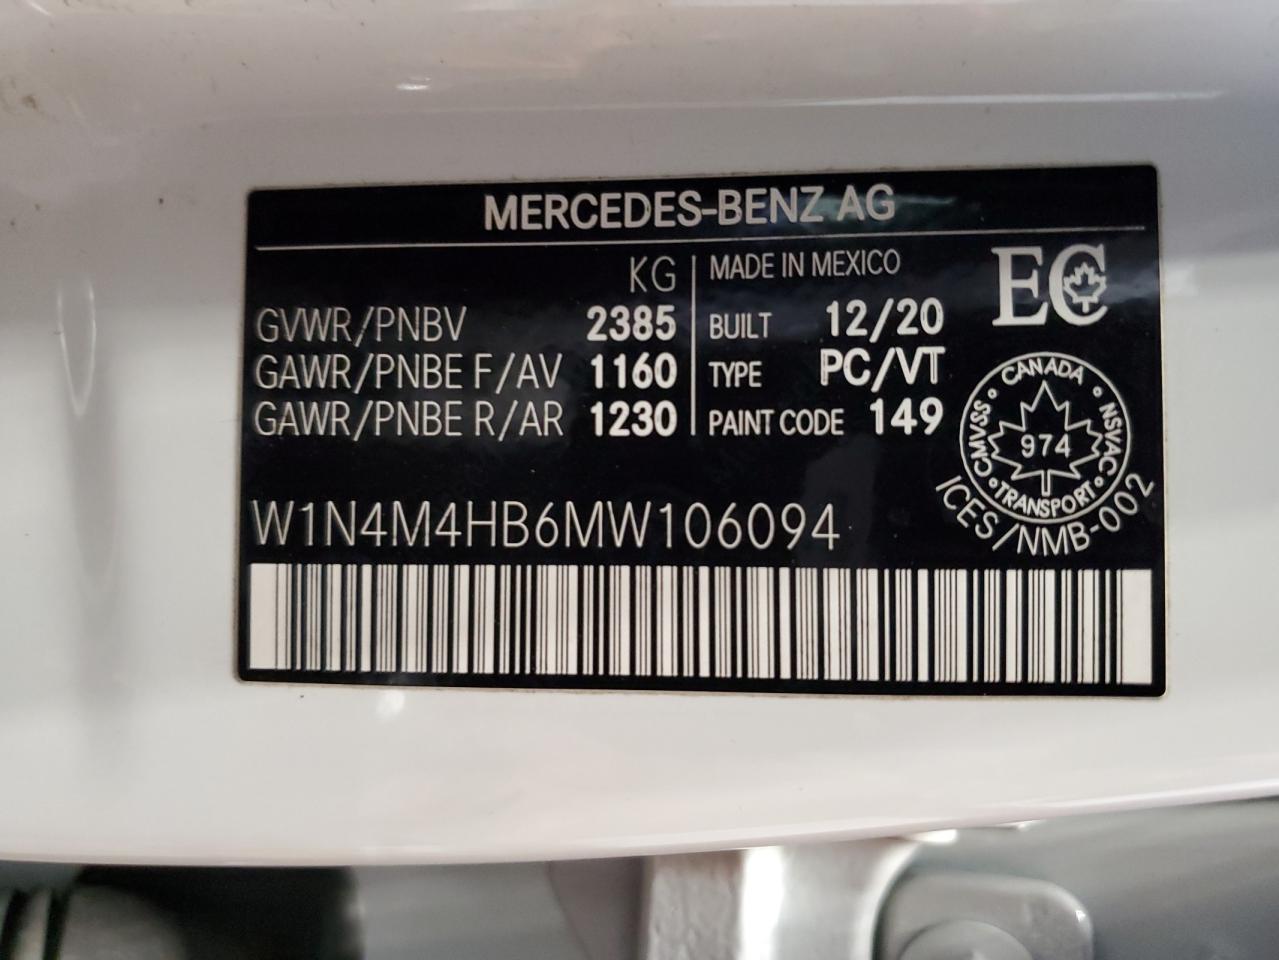 MERCEDES-BENZ AG
KG
GVWR/PNBV 2385
GAWR/PNBE F/AV 1160
GAWR/PNBE R/AR 1230
MADE IN MEXICO
BUILT 12/20
TYPE PC/VT
PAINT CODE 149
EC
CANADA
CMVSS 974 NSVAC
TRANSPORT
ICES/NMB-002
W1N4M4HB6MW106094